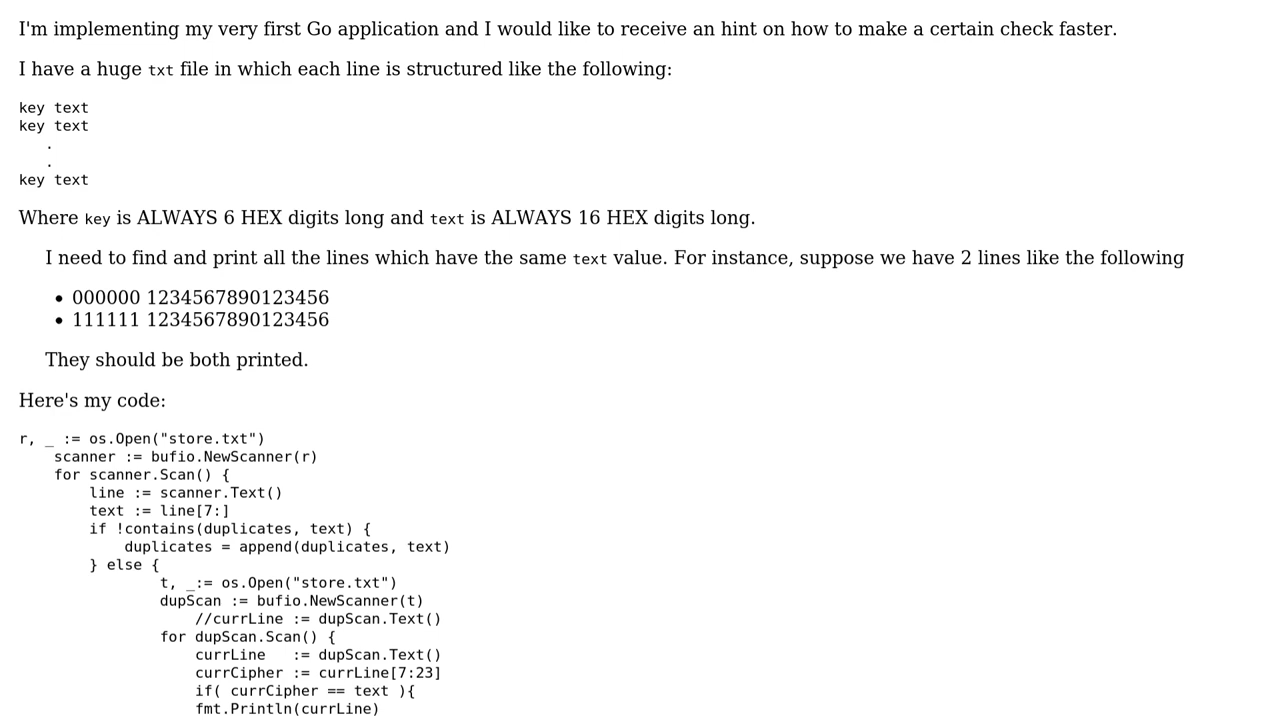 I'm implementing my very first Go application and I would like to receive an hint on how to make a certain check faster.
I have a huge txt file in which each line is structured like the following:
key text
key text
.
.
key text
Where key is ALWAYS 6 HEX digits long and text is ALWAYS 16 HEX digits long.
I need to find and print all the lines which have the same text value. For instance, suppose we have 2 lines like the following
• 000000 1234567890123456
• 111111 1234567890123456
They should be both printed.
Here's my code:
r, _ := os.Open("store.txt")
    scanner := bufio.NewScanner(r)
    for scanner.Scan() {
        line := scanner.Text()
        text := line[7:]
        if !contains(duplicates, text) {
            duplicates = append(duplicates, text)
        } else {
                t, _:= os.Open("store.txt")
                dupScan := bufio.NewScanner(t)
                    //currLine := dupScan.Text()
                for dupScan.Scan() {
                    currLine   := dupScan.Text()
                    currCipher := currLine[7:23]
                    if( currCipher == text ){
                    fmt.Println(currLine)